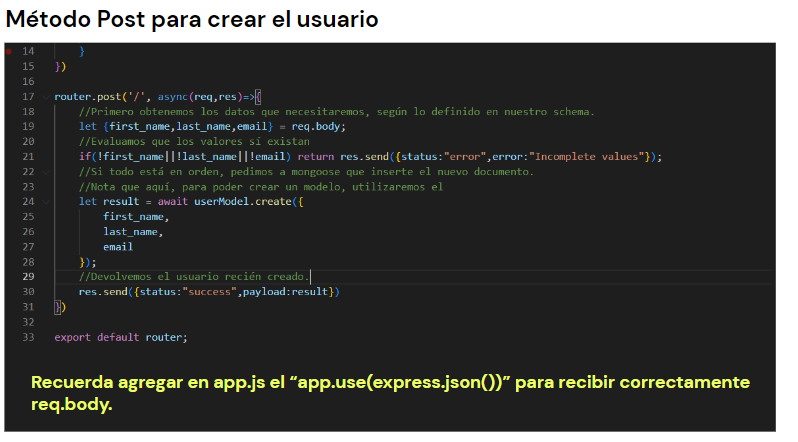 Método Post para crear el usuario
14 }
15 })
16
17 router.post('/', async(req,res)=>{
18 //Primero obtenemos los datos que necesitaremos, según lo definido en nuestro schema.
19 let {first_name,last_name,email} = req.body;
20 //Evaluamos que los valores sí existan
21 if(!first_name||!last_name||!email) return res.send({status:"error",error:"Incomplete values"});
22 //Si todo está en orden, pedimos a mongoose que inserte el nuevo documento.
23 //Nota que aquí, para poder crear un modelo, utilizaremos el
24 let result = await userModel.create({
25 first_name,
26 last_name,
27 email
28 });
29 //Devolvemos el usuario recién creado.
30 res.send({status:"success",payload:result})
31 })
32
33 export default router;
Recuerda agregar en app.js el “app.use(express.json())” para recibir correctamente
req.body.